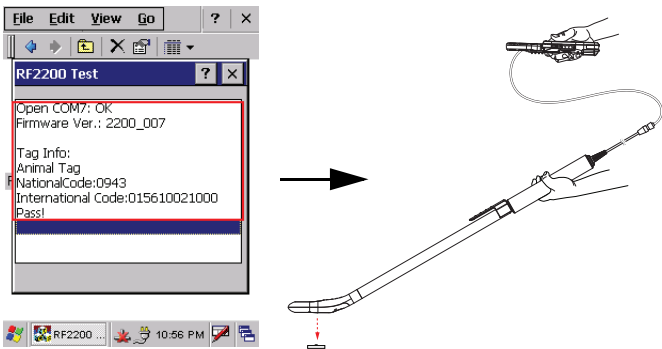 File Edit View Go ? ×
RF2200 Test ? ×
Open COM7: OK
Firmware Ver.: 2200_007
Tag Info:
Animal Tag
NationalCode:0943
International Code:015610021000
Pass!
RF2200 ... 10:56 PM